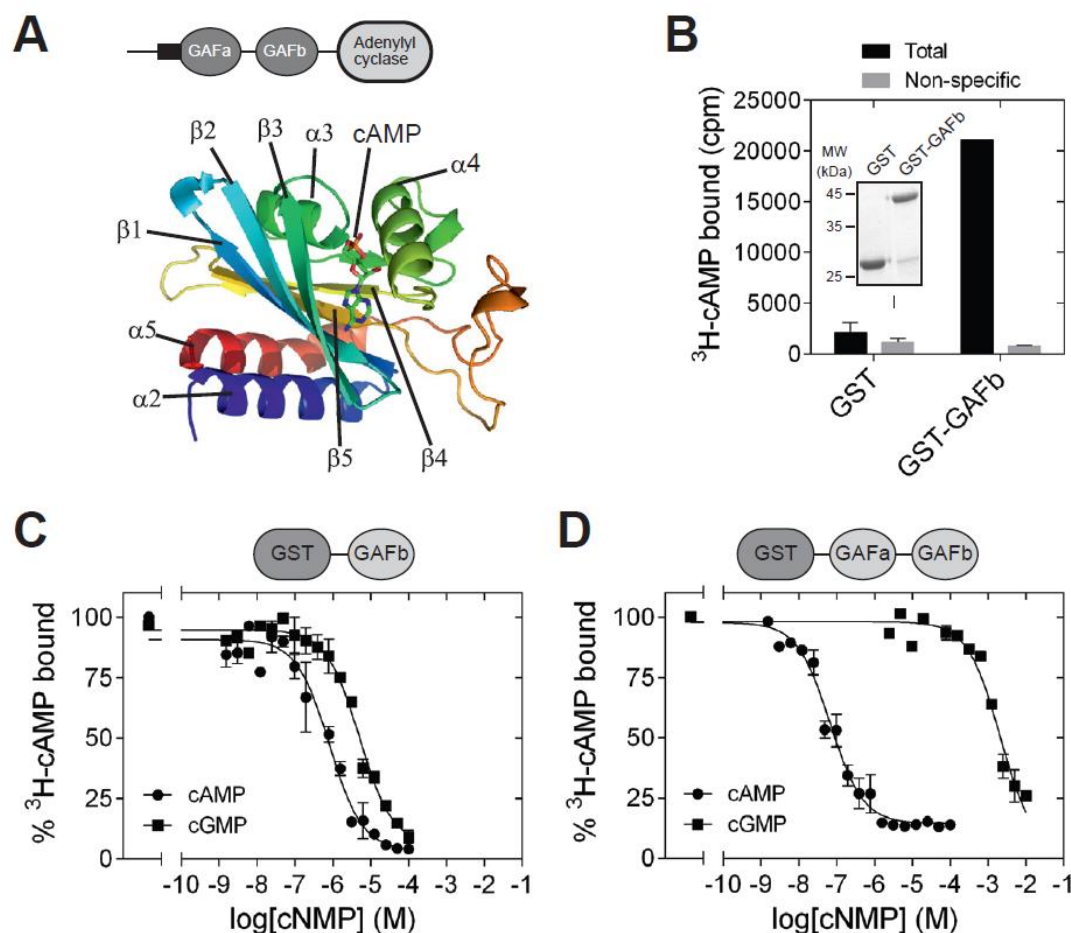 A
GAFa
GAFb
Adenylyl
cyclase
β3
α3
cAMP
β2
α4
β1
α5
α2
β5
β4
B
Total
Non-specific
³H-cAMP bound (cpm)
25000
20000
15000
10000
5000
0
MW
(kDa)
GST
GST-GAFb
45
35
25
GST
GST-GAFb
C
GST
GAFb
% ³H-cAMP bound
100
75
50
25
0
cAMP
cGMP
-10 -9 -8 -7 -6 -5 -4 -3 -2 -1
log[cNMP] (M)
D
GST
GAFa
GAFb
% ³H-cAMP bound
100
75
50
25
0
cAMP
cGMP
-10 -9 -8 -7 -6 -5 -4 -3 -2 -1
log[cNMP] (M)